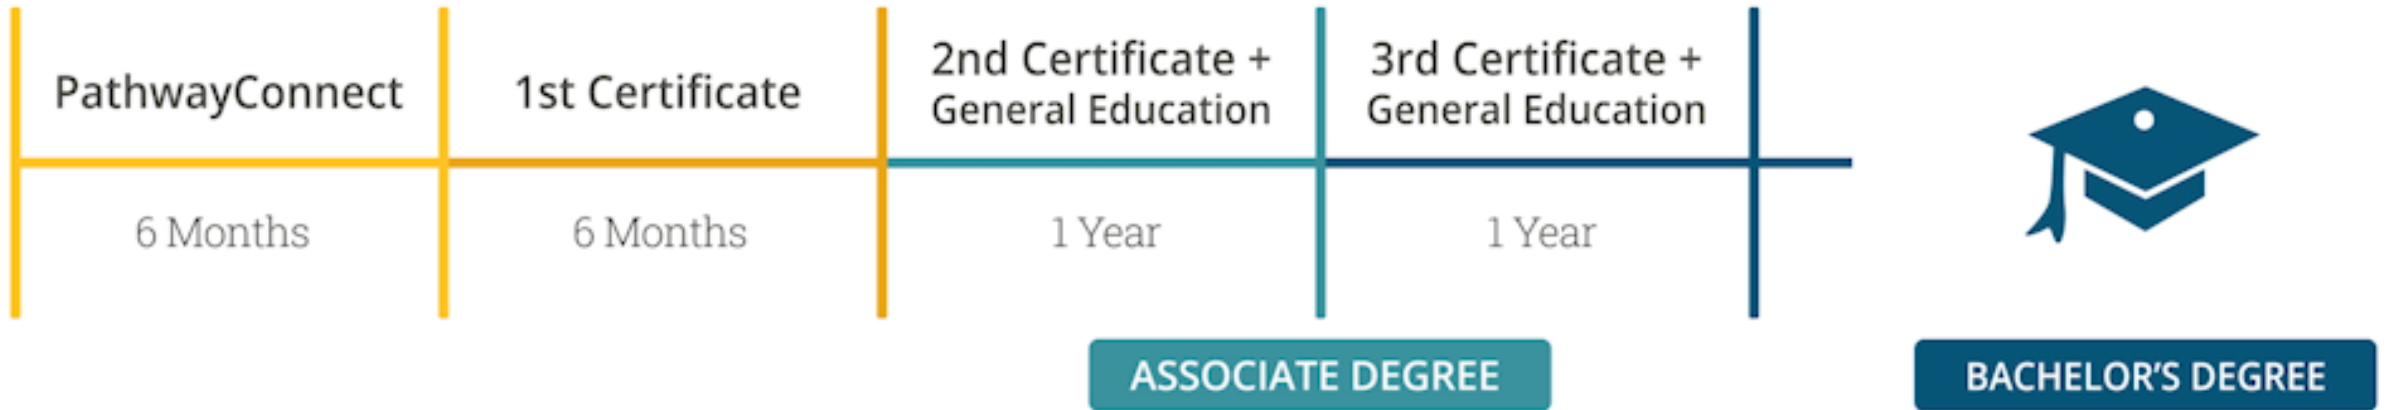 PathwayConnect
1st Certificate
2nd Certificate +
General Education
3rd Certificate +
General Education
6 Months
6 Months
1 Year
1 Year
ASSOCIATE DEGREE
BACHELOR'S DEGREE